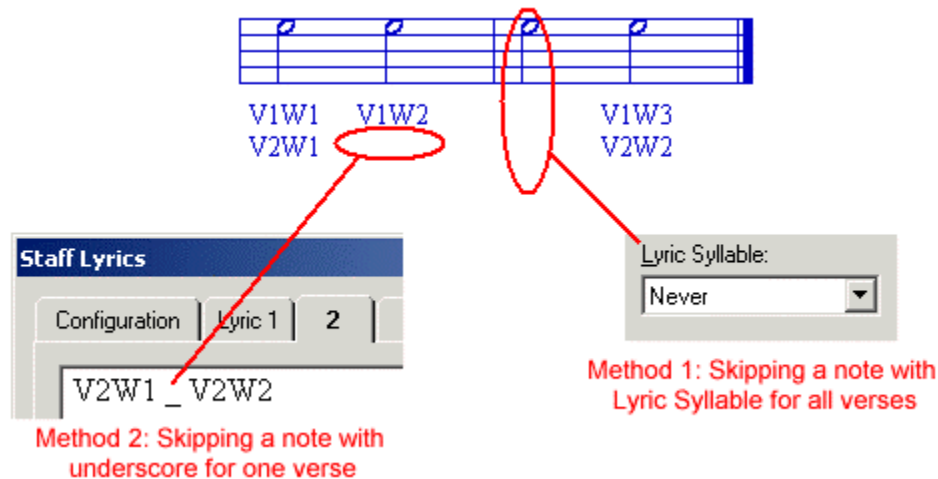 V1W1 V1W2 V1W3
V2W1 V2W2
Staff Lyrics
Configuration Lyric 1 2
V2W1 _ V2W2
Method 2: Skipping a note with
underscore for one verse
Lyric Syllable:
Never
Method 1: Skipping a note with
Lyric Syllable for all verses